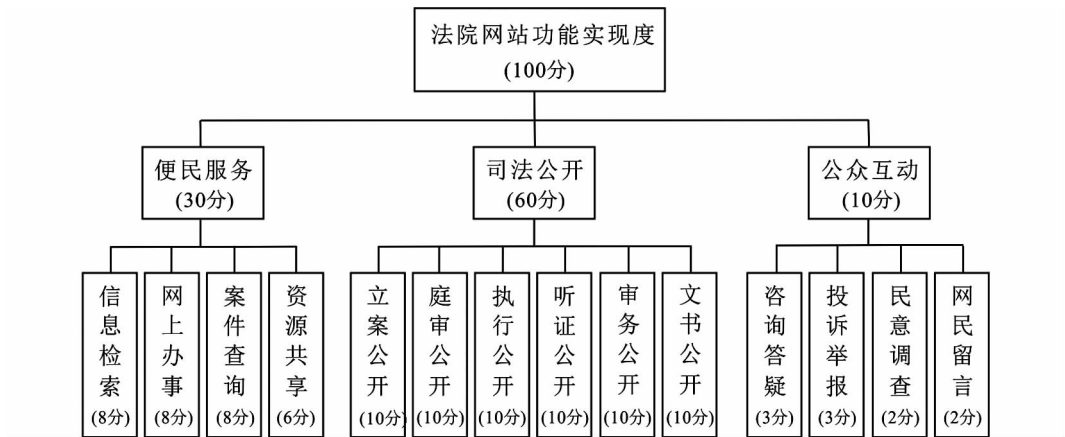 法院网站功能实现度
(100分)
便民服务
(30分)
司法公开
(60分)
公众互动
(10分)
信息检索
(8分)
网上办事
(8分)
案件查询
(8分)
资源共享
(6分)
立案公开
(10分)
庭审公开
(10分)
执行公开
(10分)
听证公开
(10分)
审务公开
(10分)
文书公开
(10分)
咨询答疑
(3分)
投诉举报
(3分)
民意调查
(2分)
网民留言
(2分)